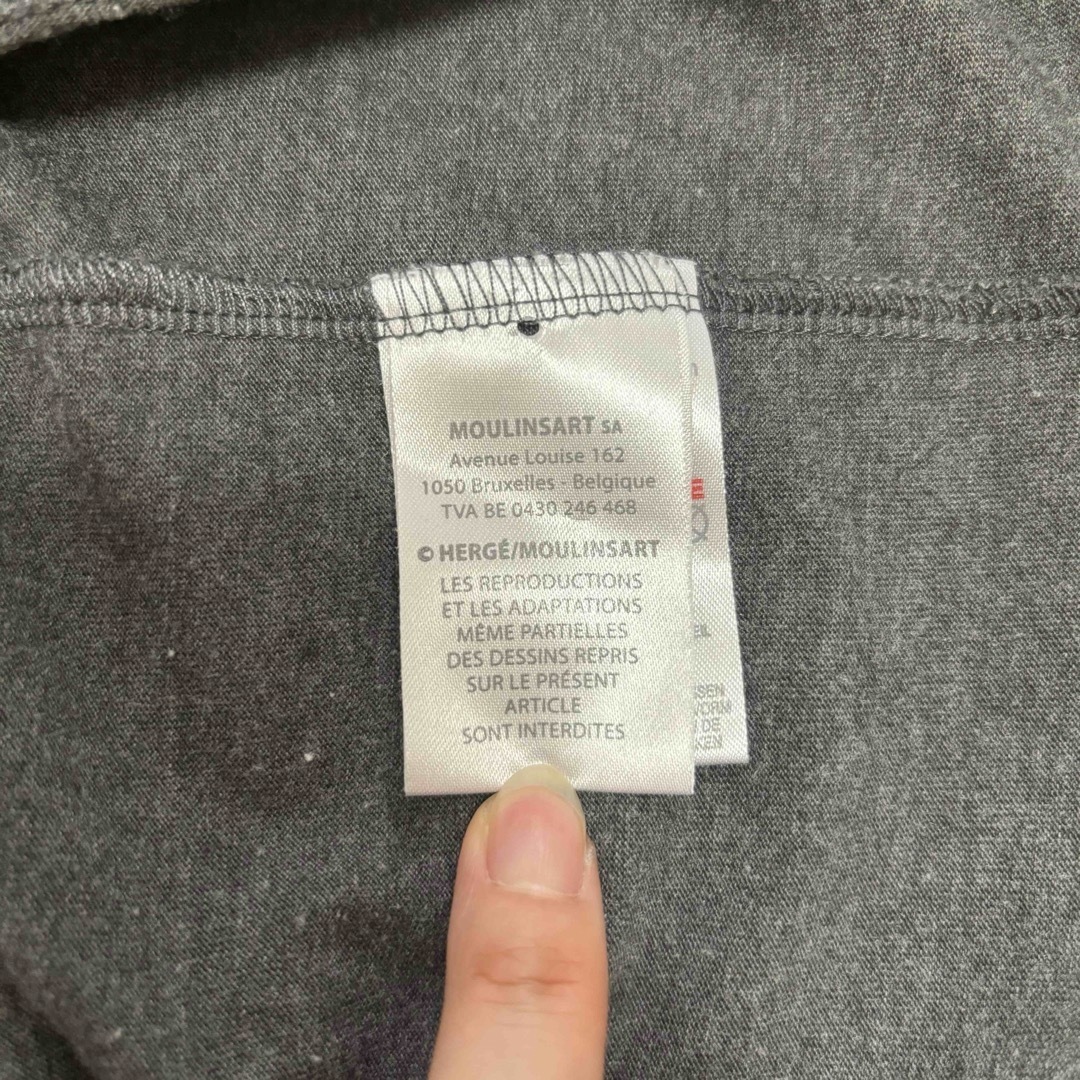 MOULINSART SA
Avenue Louise 162
1050 Bruxelles - Belgique
TVA BE 0430 246 468
© HERGÉ/MOULINSART
LES REPRODUCTIONS
ET LES ADAPTATIONS
MÊME PARTIELLES
DES DESSINS REPRIS
SUR LE PRÉSENT
ARTICLE
SONT INTERDITES
DE